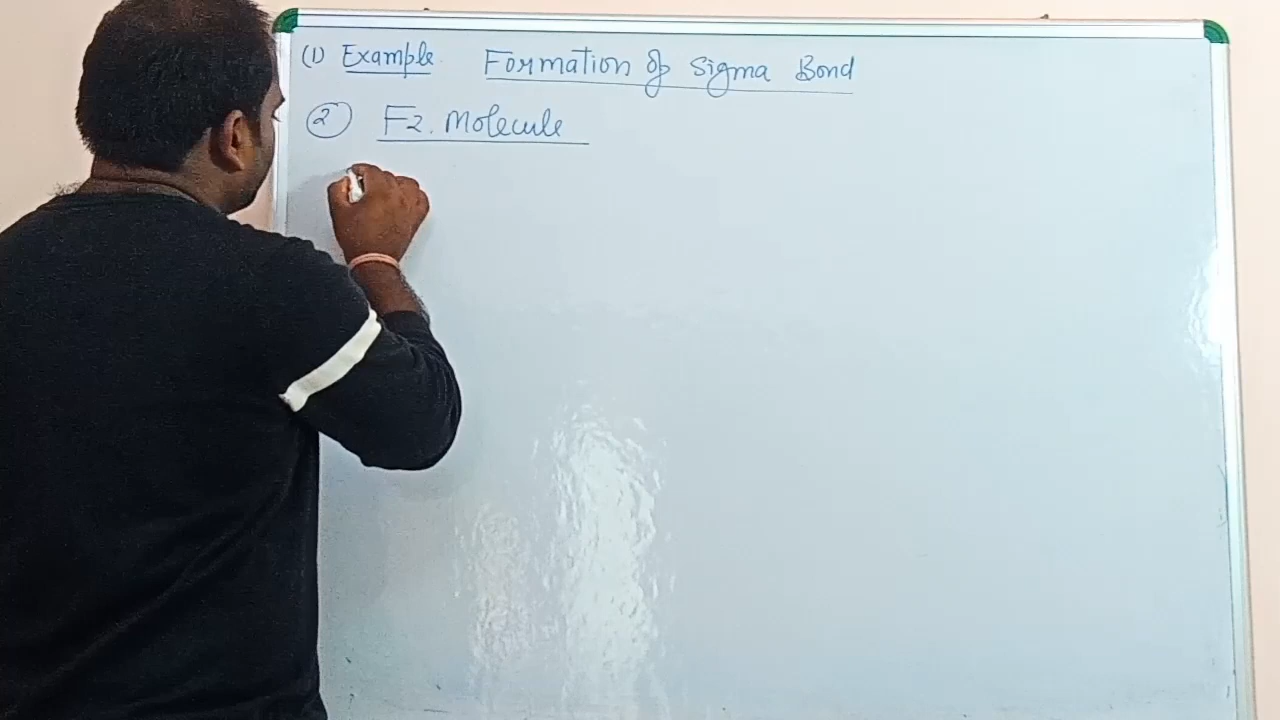 (1) Example Formation of Sigma Bond
(2) F2. Molecule